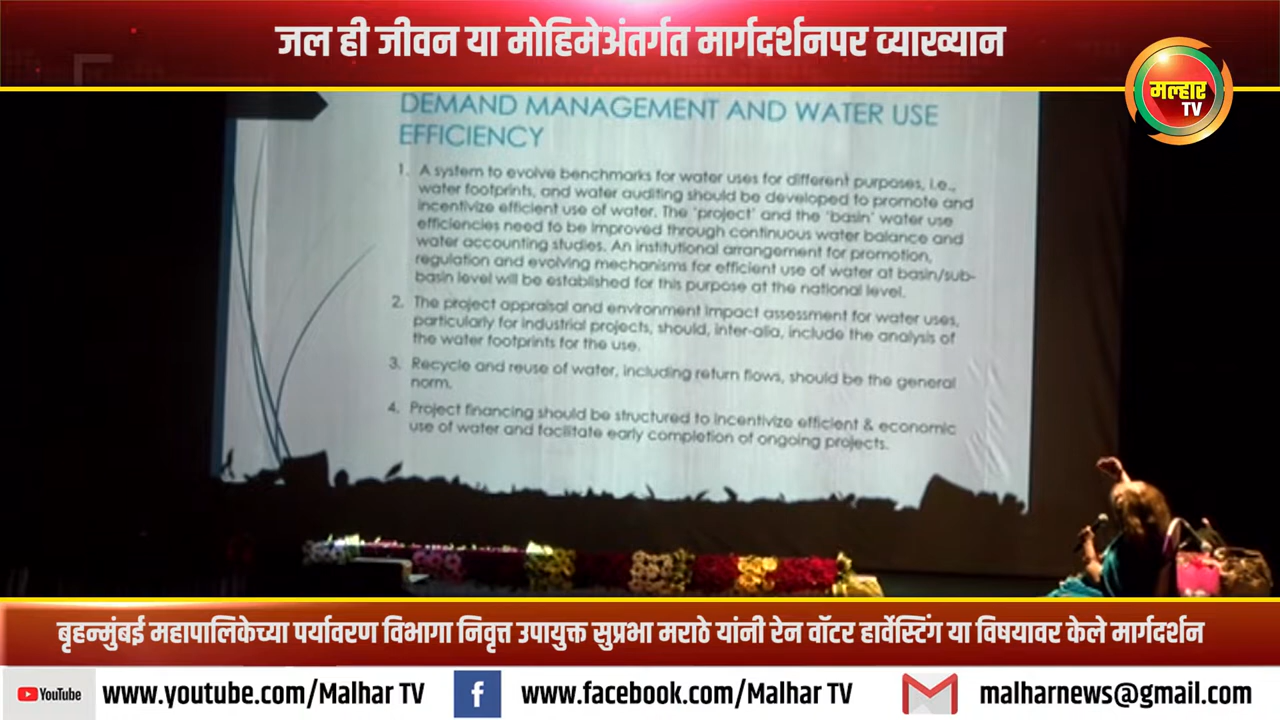 जल ही जीवन या मोहिमेअंतर्गत मार्गदर्शनपर व्याख्यान
मल्हार
TV
DEMAND MANAGEMENT AND WATER USE
EFFICIENCY
1. A system to evolve benchmarks for water uses for different purposes, i.e.,
water footprints, and water auditing should be developed to promote and
incentivize efficient use of water. The 'project' and the 'basin' water use
efficiencies need to be improved through continuous water balance and
water accounting studies. An institutional arrangement for promotion,
regulation and evolving mechanisms for efficient use of water at basin/sub-
basin level will be established for this purpose at the national level.
2. The project appraisal and environment impact assessment for water uses,
particularly for industrial projects, should, inter-alia, include the analysis of
the water footprints for the use.
3. Recycle and reuse of water, including return flows, should be the general
norm.
4. Project financing should be structured to incentivize efficient & economic
use of water and facilitate early completion of ongoing projects.
बृहन्मुंबई महापालिकेच्या पर्यावरण विभागा निवृत्त उपायुक्त सुप्रभा मराठे यांनी रेन वॉटर हार्वेस्टिंग या विषयावर केले मार्गदर्शन
YouTube www.youtube.com/Malhar TV f www.facebook.com/Malhar TV malharnews@gmail.com